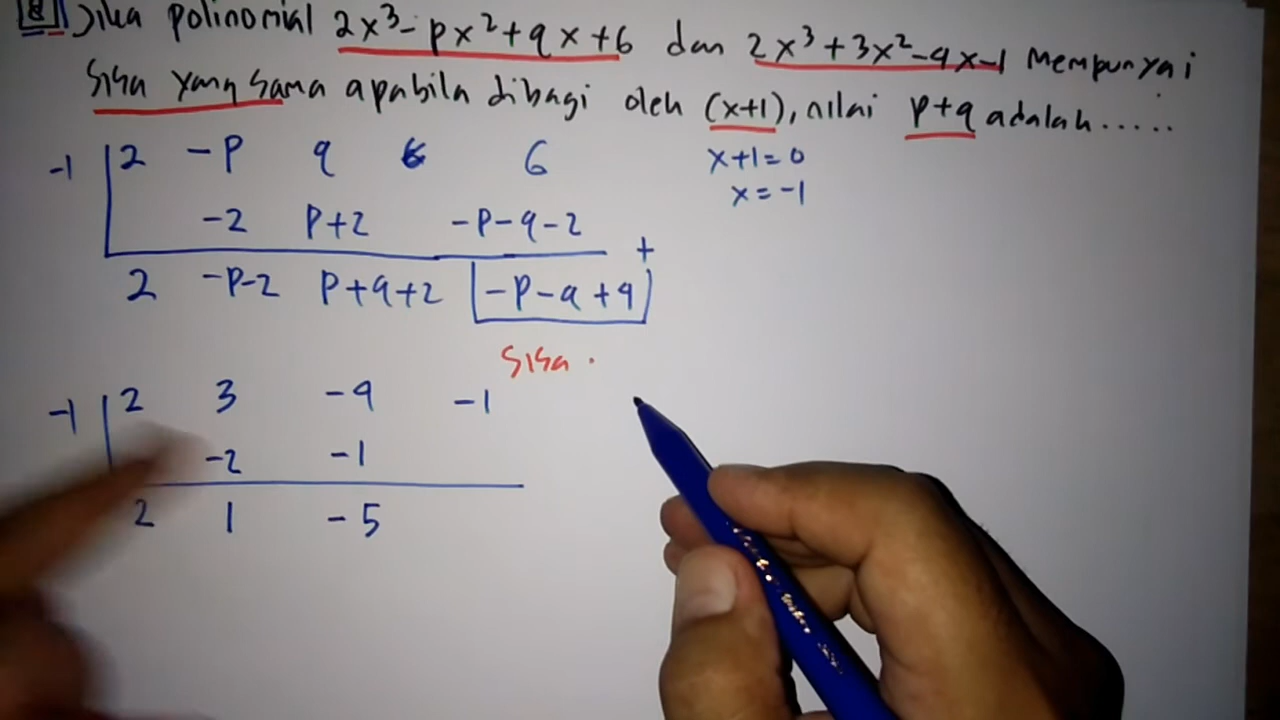 8 Jika polinomial 2x³-px²+qx+6 dan 2x³+3x²-4x-1 mempunyai
Sisa yang sama apabila dibagi oleh (x+1), nilai p+q adalah.....
x+1=0
x=-1
-1 2 -p q 6
-2 p+2 -p-q-2
+
2 -p-2 p+q+2 -p-q+4
Sisa.
-1 2 3 -4 -1
-2 -1
2 1 -5